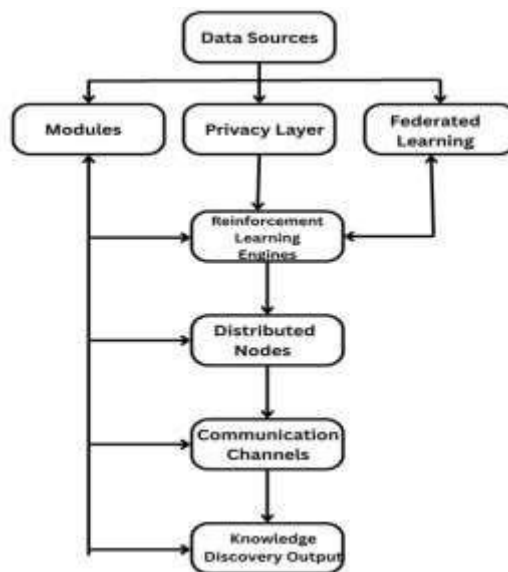 Data Sources
Modules
Privacy Layer
Federated
Learning
Reinforcement
Learning
Engines
Distributed
Nodes
Communication
Channels
Knowledge
Discovery Output